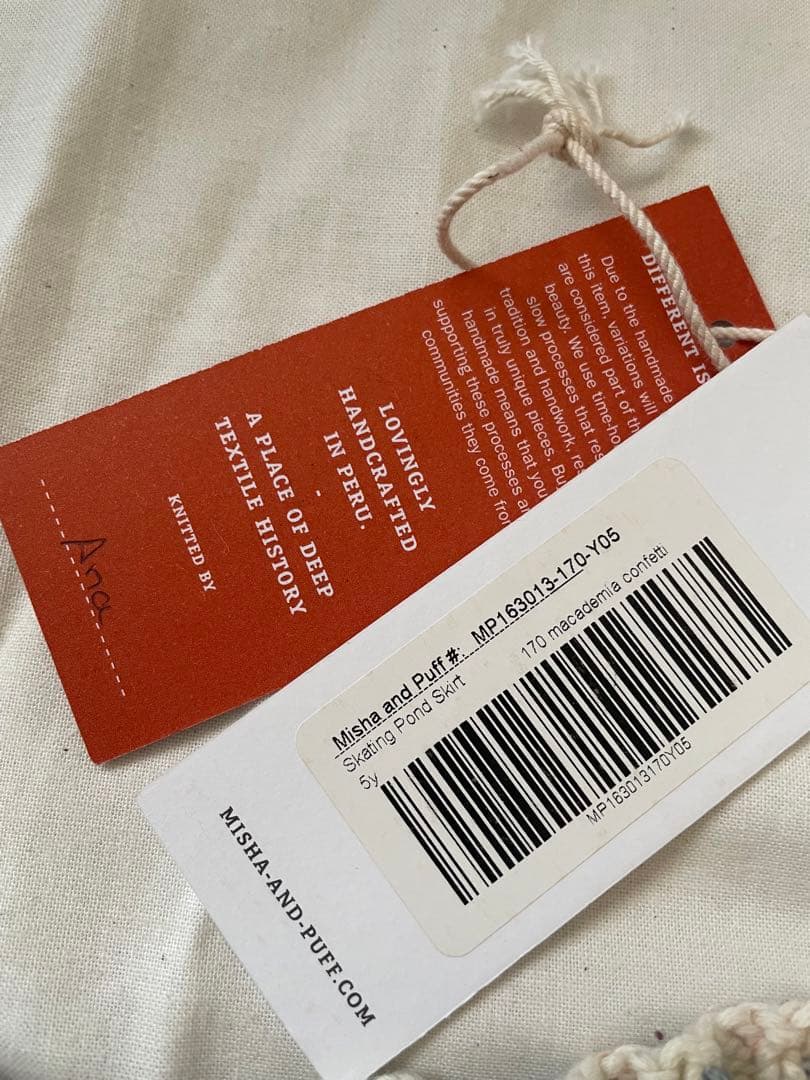 DIFFERENT IS
Due to the handmade
this item, variations will
are considered part of th
beauty. We use time-ho
slow processes that res
tradition and handwork, re
in truly unique pieces. Bu
handmade means that you
supporting these processes a
communities they come from
LOVINGLY
HANDCRAFTED
IN PERU.
-
A PLACE OF DEEP
TEXTILE HISTORY
KNITTED BY
Ana
Misha and Puff #: MP163013-170-Y05
Skating Pond Skirt 170 macademia confetti
5y
MP163013170Y05
MISHA-AND-PUFF.COM